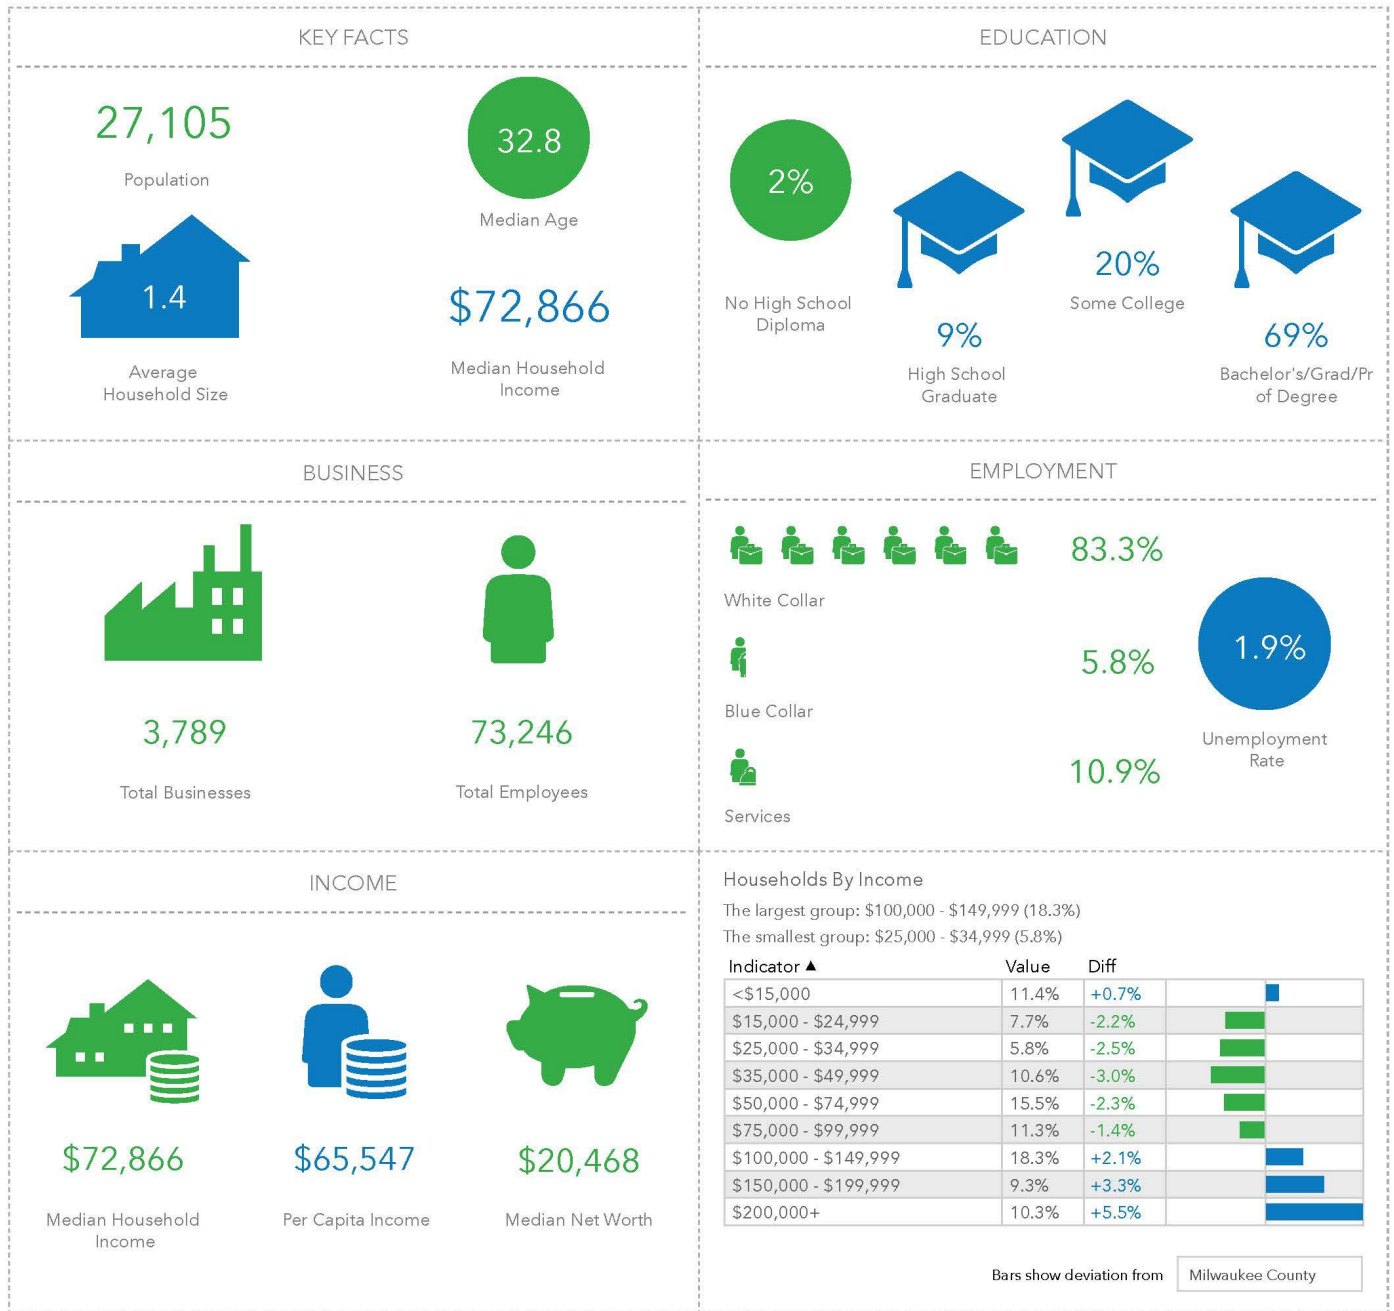 KEY FACTS
27,105
Population
32.8
Median Age
1.4
Average
Household Size
$72,866
Median Household
Income
EDUCATION
2%
No High School
Diploma
9%
High School
Graduate
20%
Some College
69%
Bachelor's/Grad/Pr
of Degree
BUSINESS
3,789
Total Businesses
73,246
Total Employees
EMPLOYMENT
83.3%
White Collar
5.8%
Blue Collar
10.9%
Services
1.9%
Unemployment
Rate
INCOME
$72,866
Median Household
Income
$65,547
Per Capita Income
$20,468
Median Net Worth
Households By Income
The largest group: $100,000 - $149,999 (18.3%)
The smallest group: $25,000 - $34,999 (5.8%)
Indicator ▲ Value Diff
<$15,000 11.4% +0.7%
$15,000 - $24,999 7.7% -2.2%
$25,000 - $34,999 5.8% -2.5%
$35,000 - $49,999 10.6% -3.0%
$50,000 - $74,999 15.5% -2.3%
$75,000 - $99,999 11.3% -1.4%
$100,000 - $149,999 18.3% +2.1%
$150,000 - $199,999 9.3% +3.3%
$200,000+ 10.3% +5.5%
Bars show deviation from Milwaukee County